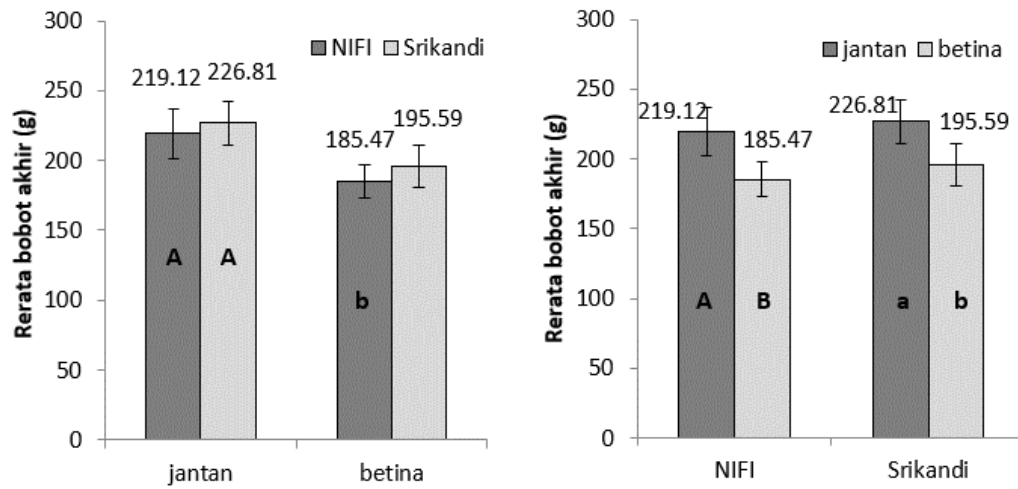 Rerata bobot akhir (g)
300
250
200
150
100
50
0
NIFI Srikandi
219.12 226.81
185.47 195.59
A A
b
jantan betina
Rerata bobot akhir (g)
300
250
200
150
100
50
0
jantan betina
219.12 185.47
226.81 195.59
A B
a b
NIFI Srikandi